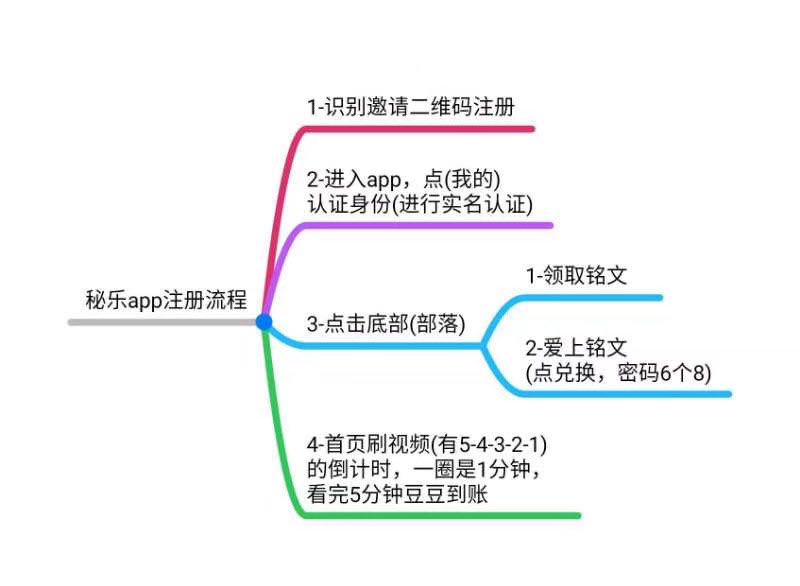 秘乐app注册流程
1-识别邀请二维码注册
2-进入app，点(我的)
认证身份(进行实名认证)
3-点击底部(部落)
1-领取铭文
2-爱上铭文
(点兑换，密码6个8)
4-首页刷视频(有5-4-3-2-1)
的倒计时，一圈是1分钟，
看完5分钟豆豆到账